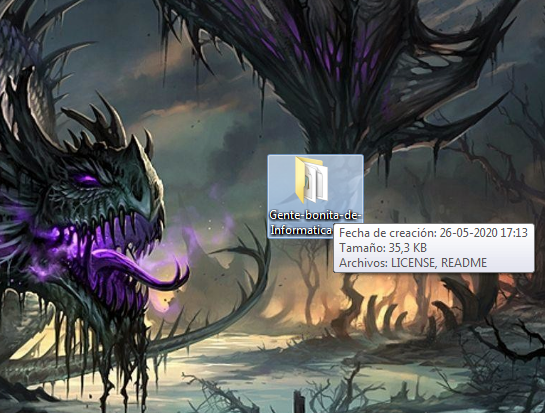 Gente-bonita-de-
Informatica
Fecha de creación: 26-05-2020 17:13
Tamaño: 35,3 KB
Archivos: LICENSE, README